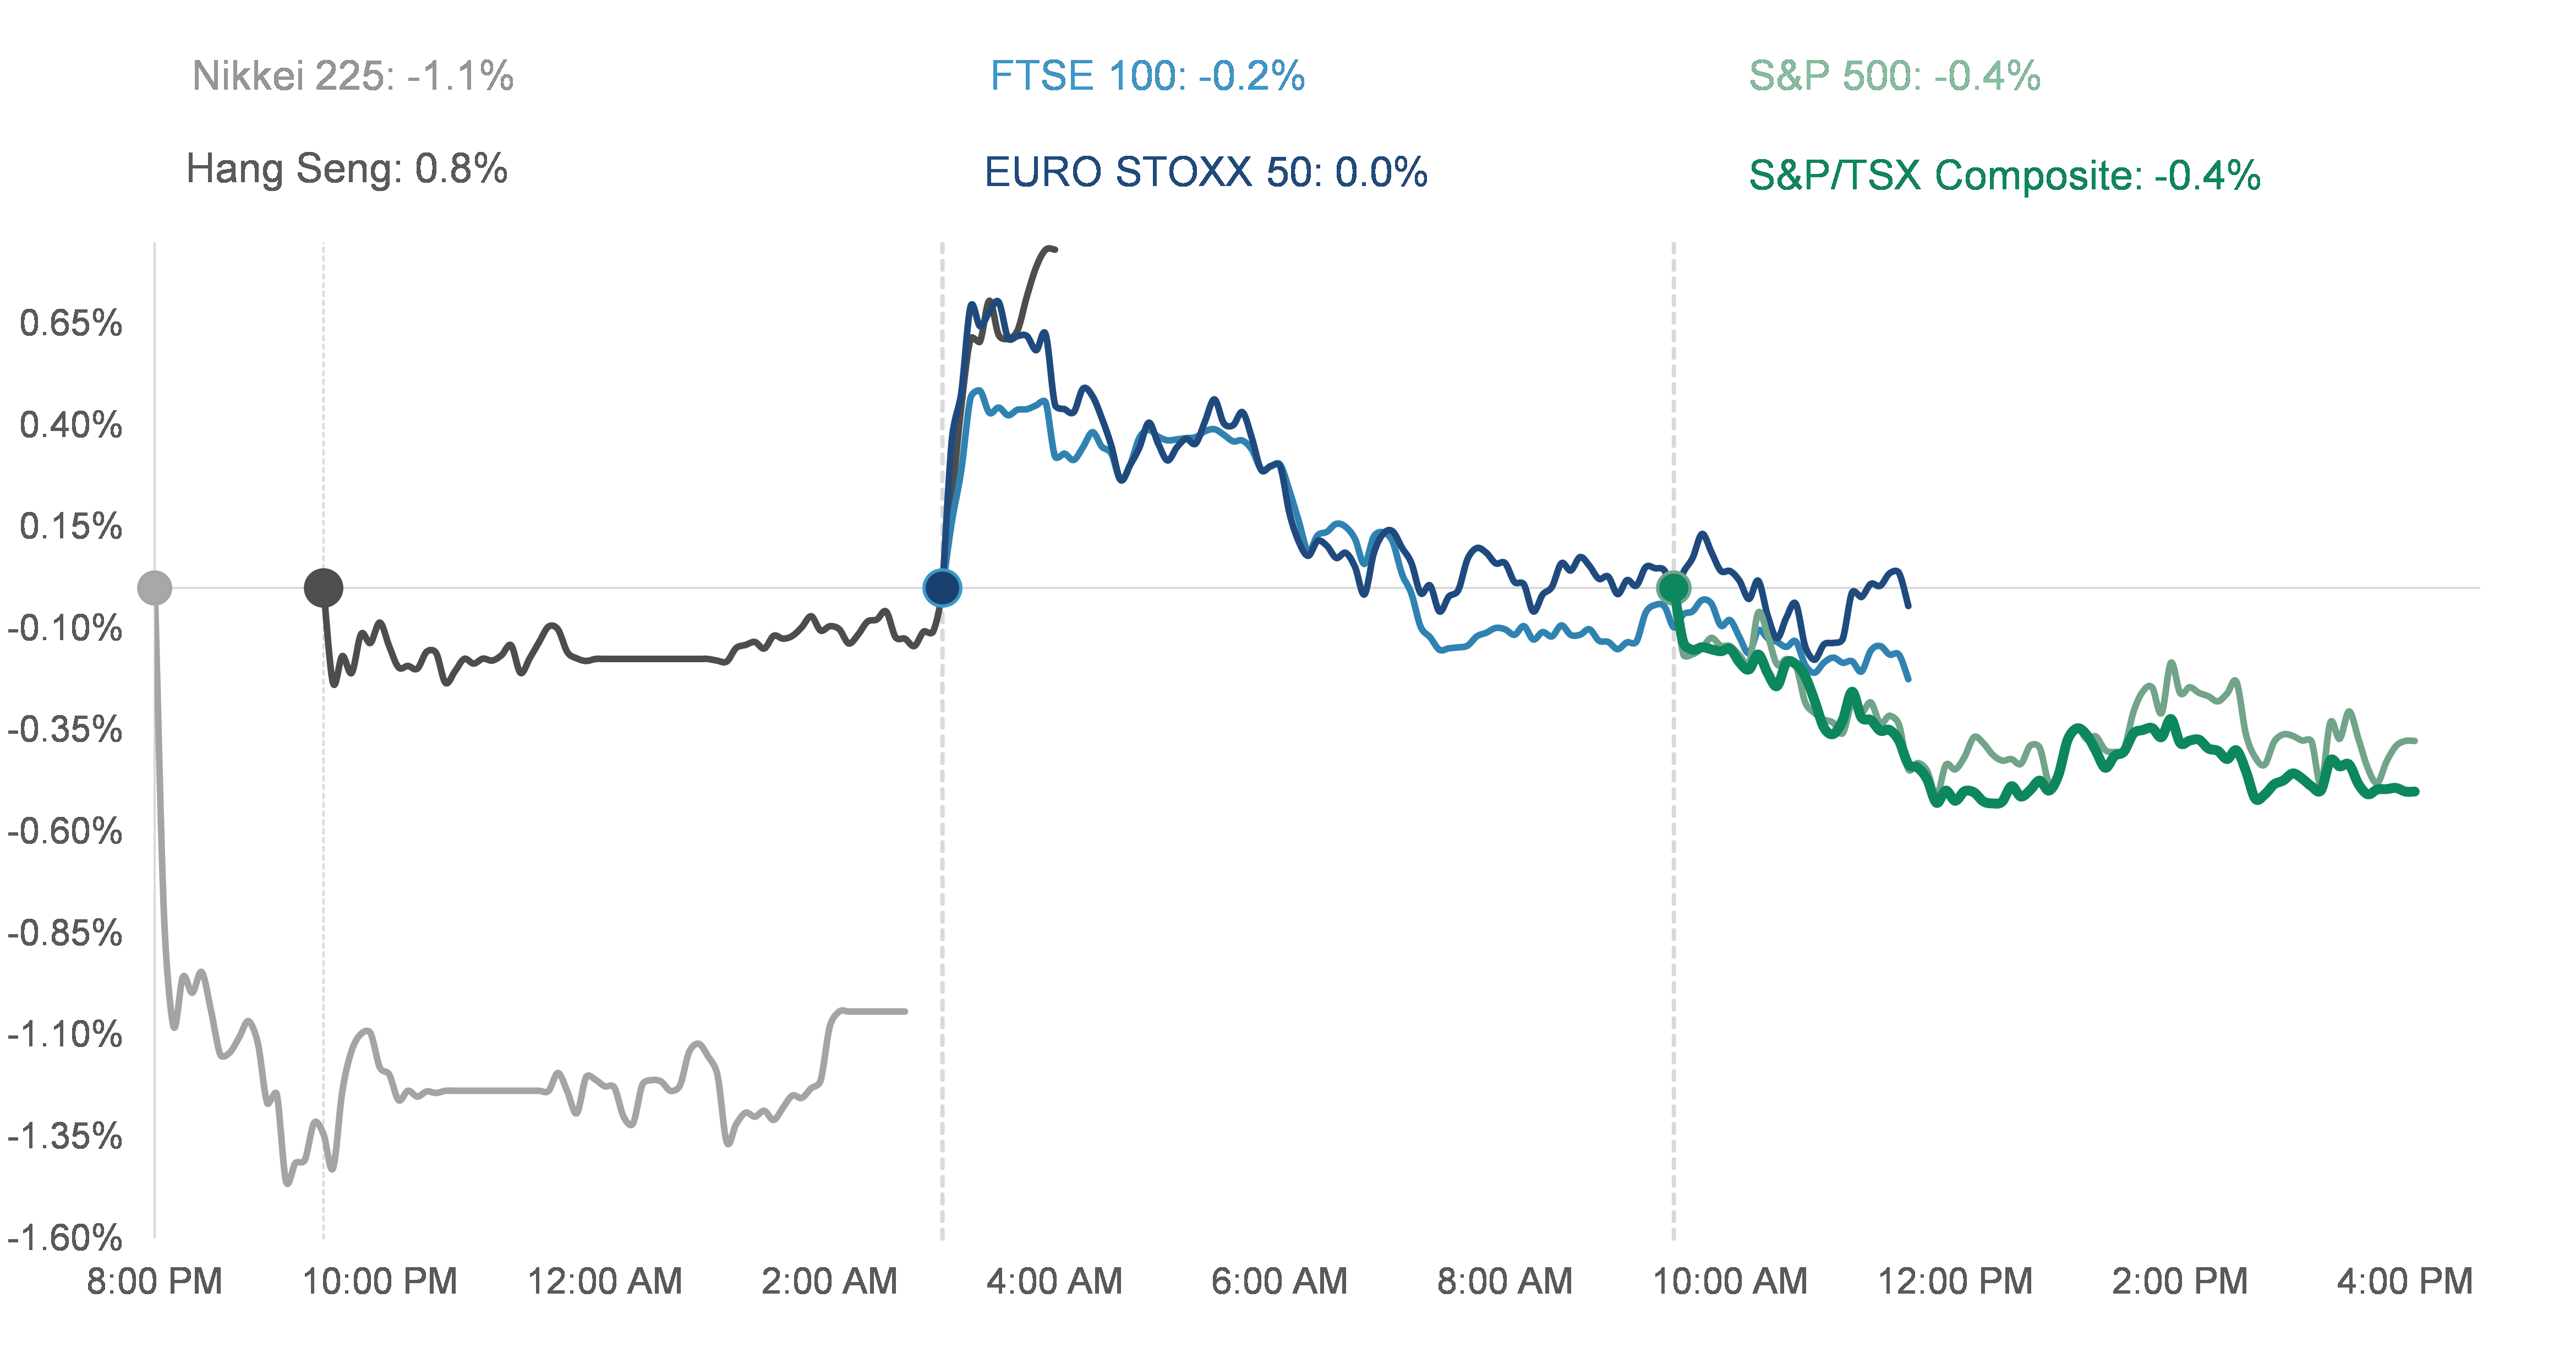 Nikkei 225: -1.1%
FTSE 100: -0.2%
S&P 500: -0.4%
Hang Seng: 0.8%
EURO STOXX 50: 0.0%
S&P/TSX Composite: -0.4%
0.65%
0.40%
0.15%
-0.10%
-0.35%
-0.60%
-0.85%
-1.10%
-1.35%
-1.60%
8:00 PM
10:00 PM
12:00 AM
2:00 AM
4:00 AM
6:00 AM
8:00 AM
10:00 AM
12:00 PM
2:00 PM
4:00 PM